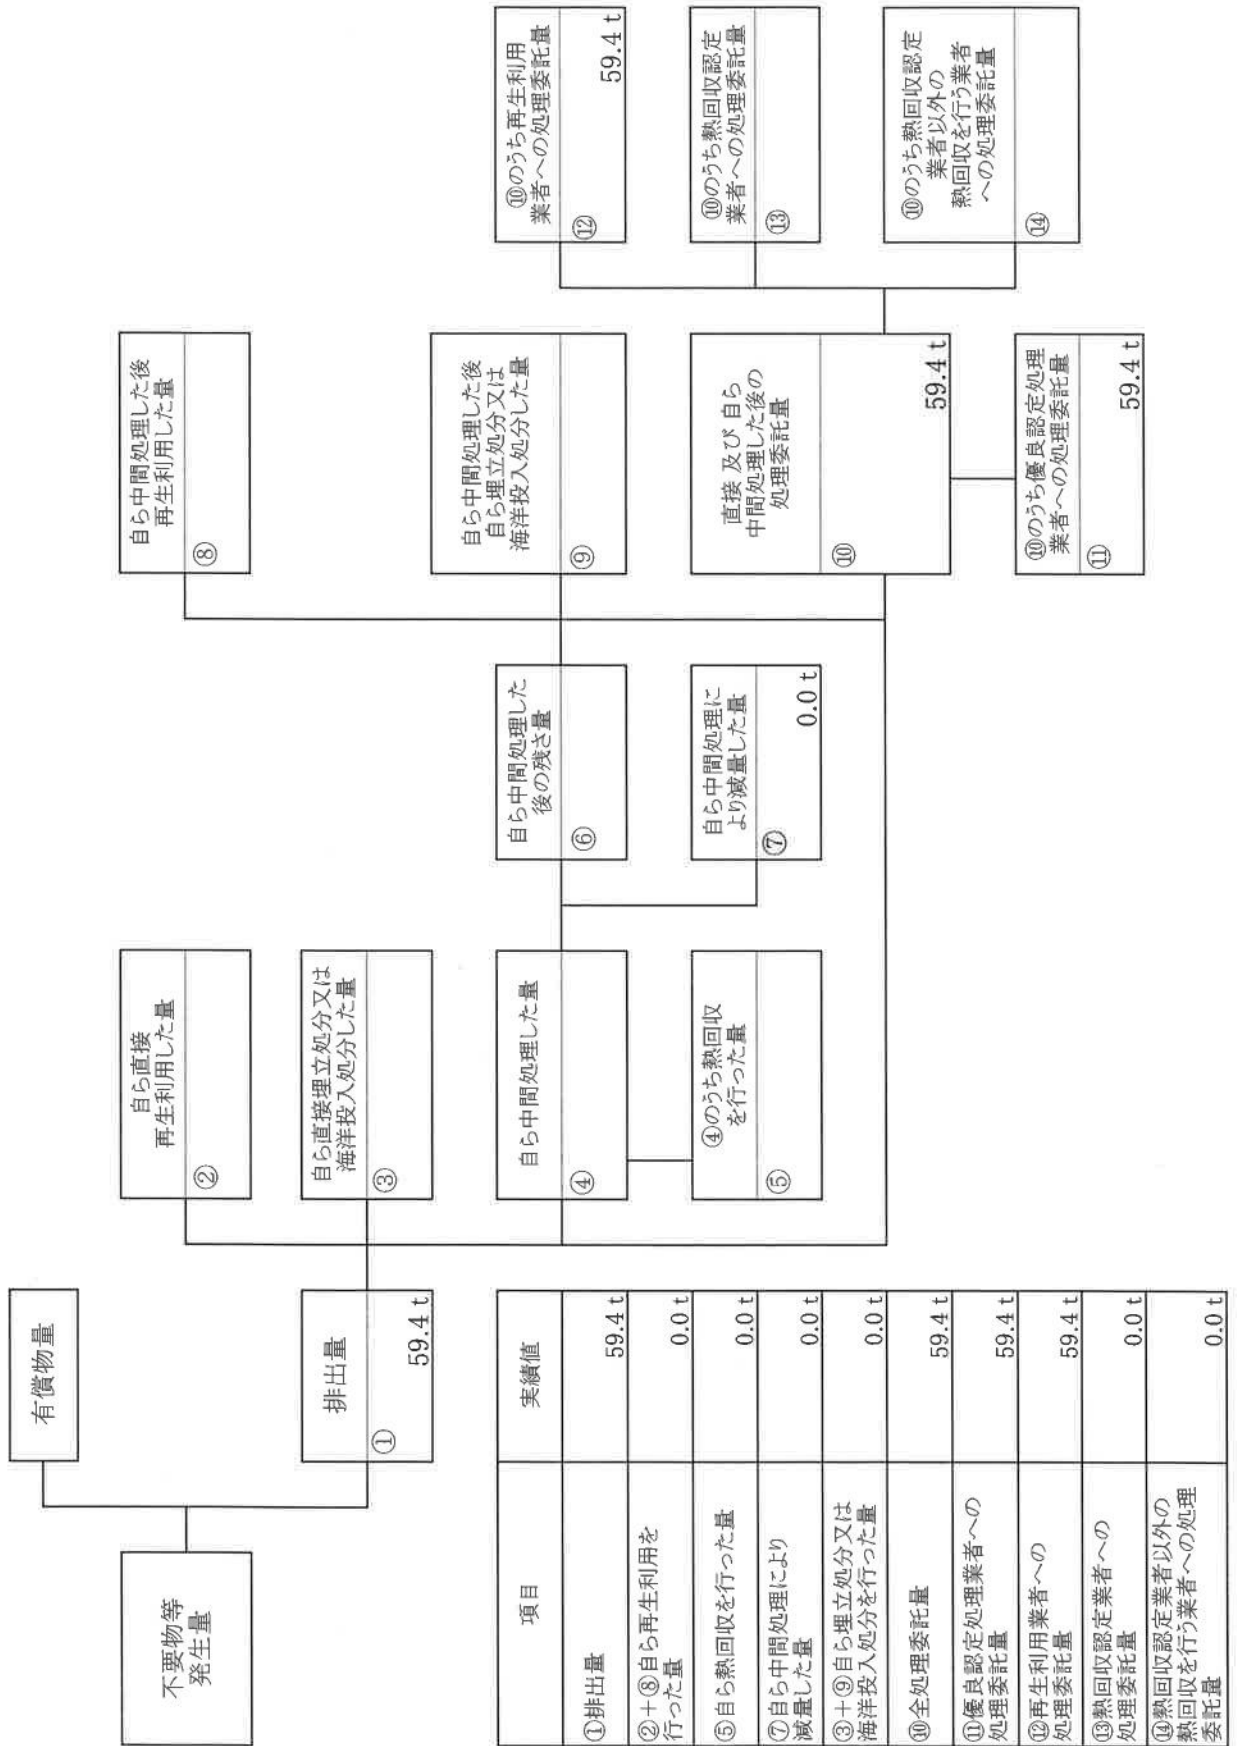 不要物等
発生量
有償物量
排出量
①
59.4 t
自ら直接
再生利用した量
②
自ら直接埋立処分又は
海洋投入処分した量
③
自ら中間処理した量
④
④のうち熱回収
を行った量
⑤
自ら中間処理した
後の残さ量
⑥
自ら中間処理に
より減量した量
⑦
0.0 t
自ら中間処理した後
再生利用した量
⑧
自ら中間処理した後
自ら埋立処分又は
海洋投入処分した量
⑨
直接 及び 自ら
中間処理した後の
処理委託量
⑩
59.4 t
⑩のうち優良認定処理
業者への処理委託量
⑪
59.4 t
⑩のうち再生利用
業者への処理委託量
⑫
59.4 t
⑩のうち熱回収認定
業者への処理委託量
⑬
⑩のうち熱回収認定
業者以外の
熱回収を行う業者
への処理委託量
⑭
項目 実績値
①排出量 59.4 t
②+⑧自ら再生利用を
行った量 0.0 t
⑤自ら熱回収を行った量 0.0 t
⑦自ら中間処理により
減量した量 0.0 t
③+⑨自ら埋立処分又は
海洋投入処分を行った量 0.0 t
⑩全処理委託量 59.4 t
⑪優良認定処理業者への
処理委託量 59.4 t
⑫再生利用業者への
処理委託量 59.4 t
⑬熱回収認定業者への
処理委託量 0.0 t
⑭熱回収認定業者以外の
熱回収を行う業者への処理
委託量 0.0 t